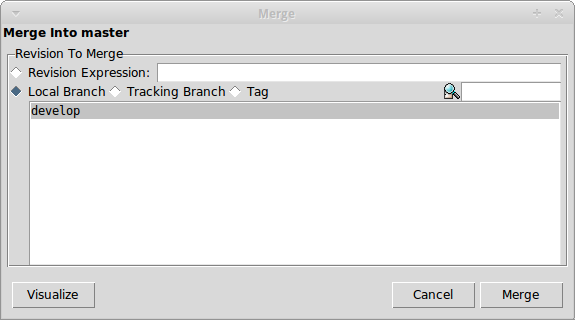 Merge
Merge Into master
Revision To Merge
Revision Expression:
Local Branch Tracking Branch Tag
develop
Visualize Cancel Merge